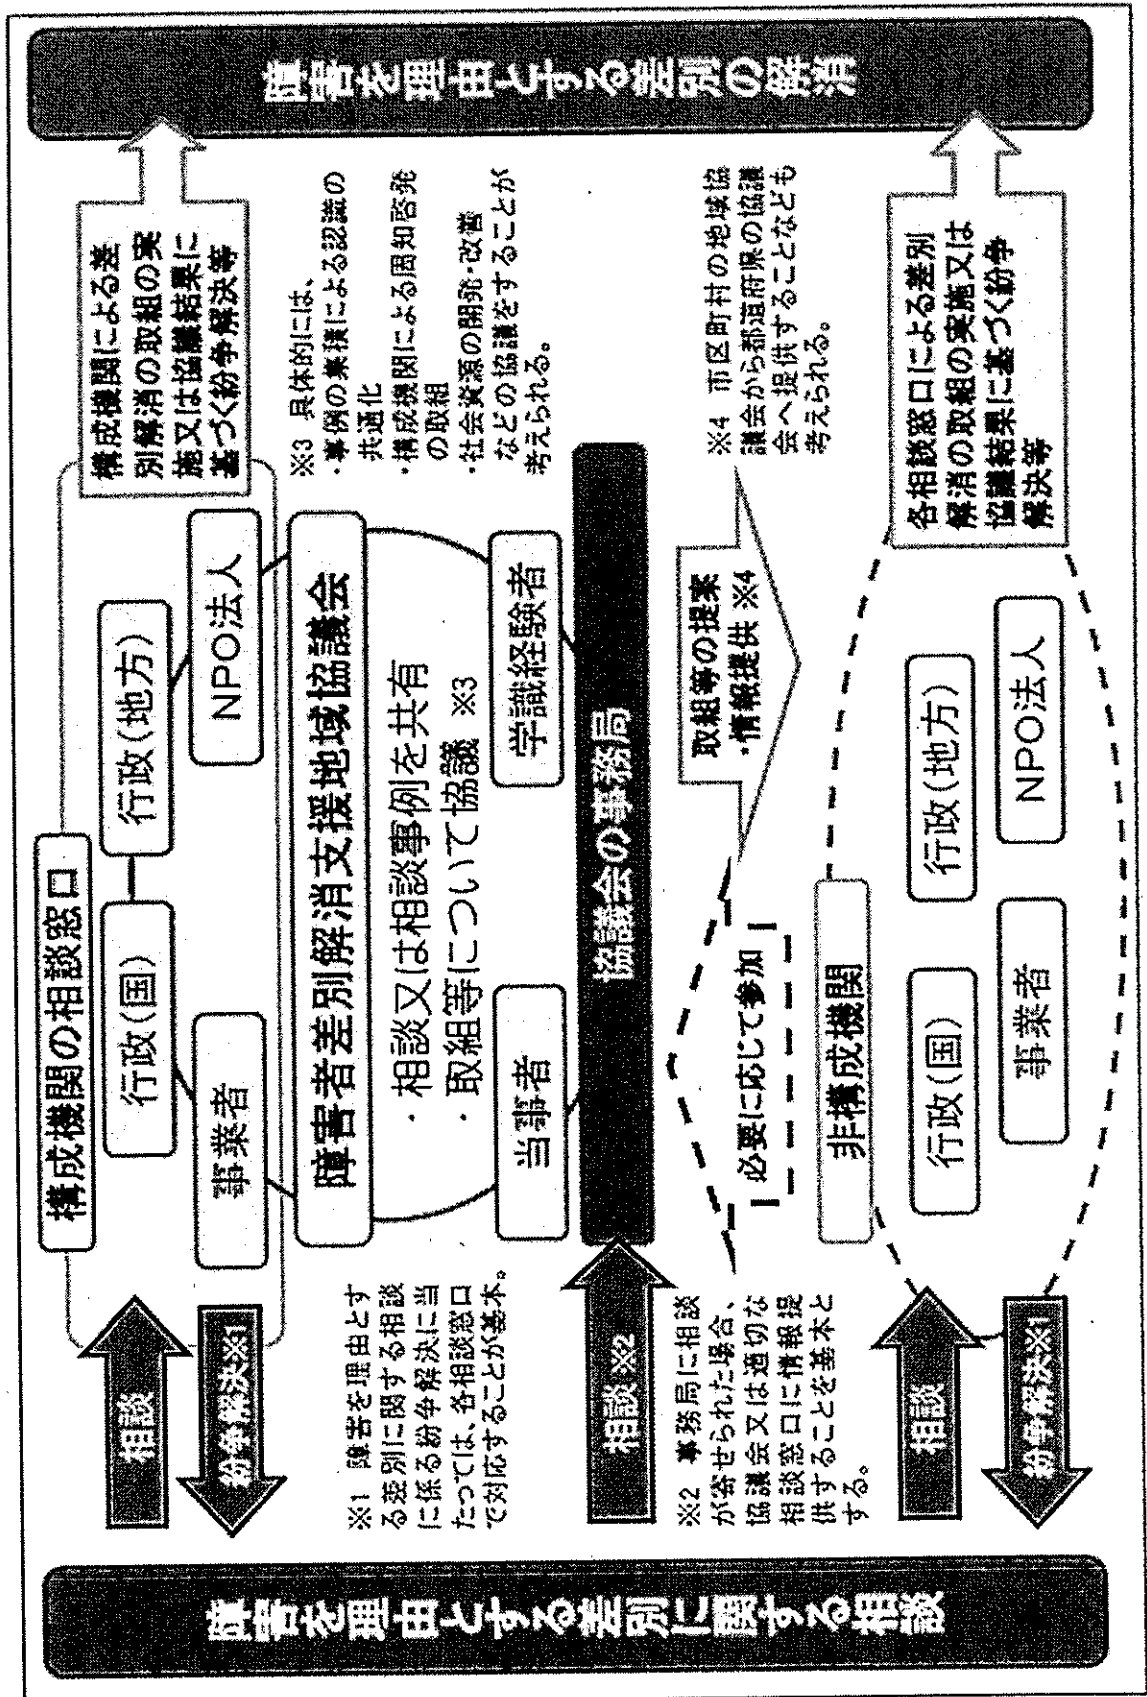 障害を理由とする差別に関する相談
相談
紛争解決※1
※1 障害を理由とす
る差別に関する相談
に係る紛争解決に当
たっては、各相談窓口
で対応することが基本。
相談※2
※2 事務局に相談
が寄せられた場合、
協議会又は適切な
相談窓口に情報提
供することを基本と
する。
相談
紛争解決※1
構成機関の相談窓口
行政(国)
行政(地方)
事業者
NPO法人
障害者差別解消支援地域協議会
・相談又は相談事例を共有
・取組等について協議 ※3
当事者
学識経験者
協議会の事務局
必要に応じて参加
取組等の提案
・情報提供 ※4
非構成機関
行政(国)
行政(地方)
事業者
NPO法人
構成機関による差
別解消の取組の実
施又は協議結果に
基づく紛争解決等
※3 具体的には、
・事例の集積による認識の
共通化
・構成機関による周知啓発
の取組
・社会資源の開発・改善
などの協議をすることが
考えられる。
※4 市区町村の地域協
議会から都道府県の協議
会へ提供することなども
考えられる。
各相談窓口による差別
解消の取組の実施又は
協議結果に基づく紛争
解決等
障害を理由とする差別の解消